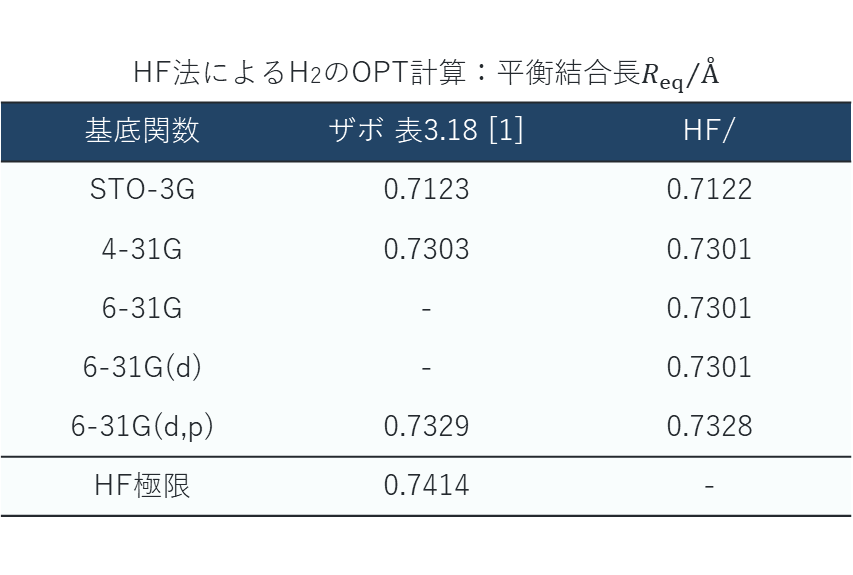 HF法によるH2のOPT計算：平衡結合長Req/Å
基底関数 ザボ 表3.18 [1] HF/
STO-3G 0.7123 0.7122
4-31G 0.7303 0.7301
6-31G - 0.7301
6-31G(d) - 0.7301
6-31G(d,p) 0.7329 0.7328
HF極限 0.7414 -